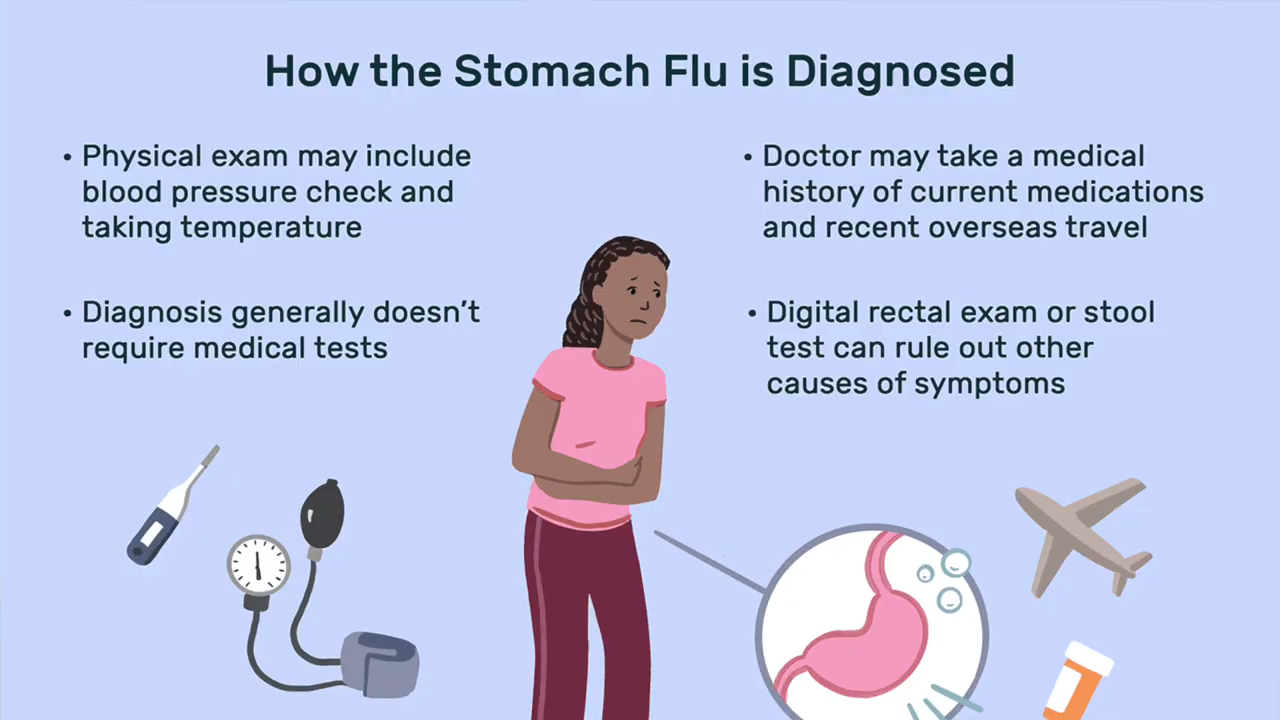 How the Stomach Flu is Diagnosed
• Physical exam may include
blood pressure check and
taking temperature
• Diagnosis generally doesn’t
require medical tests
• Doctor may take a medical
history of current medications
and recent overseas travel
• Digital rectal exam or stool
test can rule out other
causes of symptoms